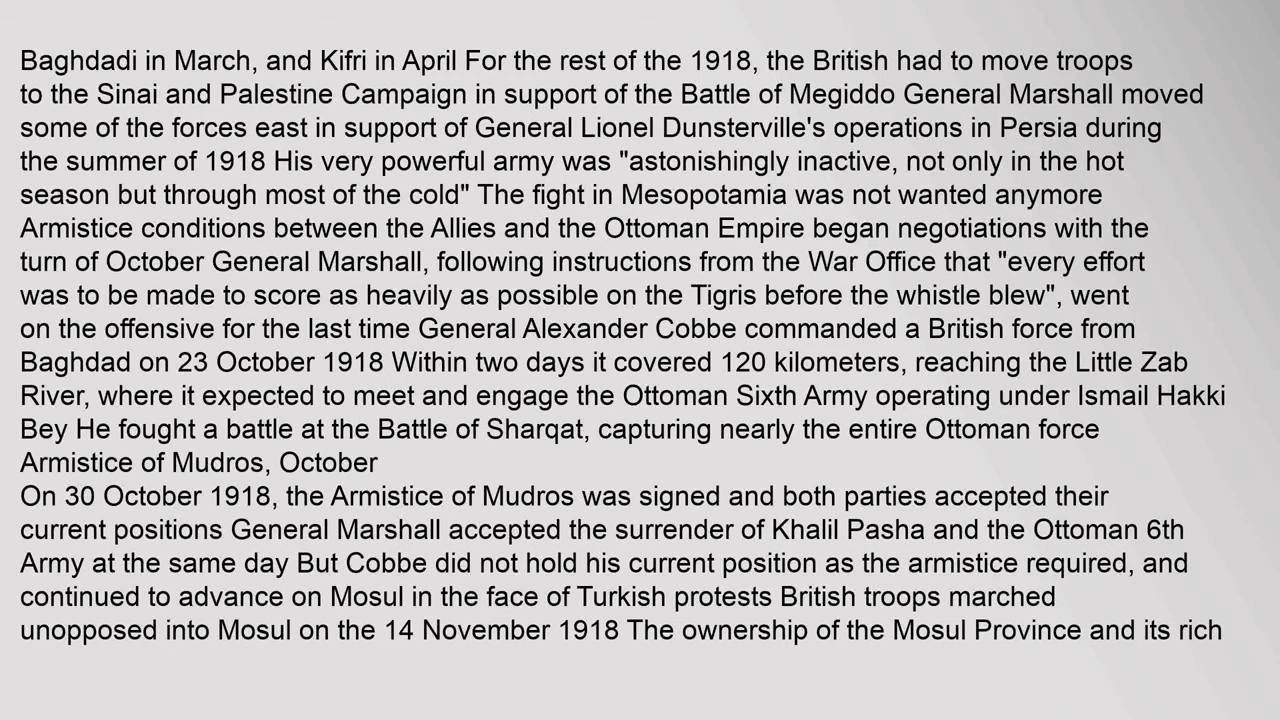 Baghdadi in March, and Kifri in April For the rest of the 1918, the British had to move troops
to the Sinai and Palestine Campaign in support of the Battle of Megiddo General Marshall moved
some of the forces east in support of General Lionel Dunsterville's operations in Persia during
the summer of 1918 His very powerful army was "astonishingly inactive, not only in the hot
season but through most of the cold" The fight in Mesopotamia was not wanted anymore
Armistice conditions between the Allies and the Ottoman Empire began negotiations with the
turn of October General Marshall, following instructions from the War Office that "every effort
was to be made to score as heavily as possible on the Tigris before the whistle blew", went
on the offensive for the last time General Alexander Cobbe commanded a British force from
Baghdad on 23 October 1918 Within two days it covered 120 kilometers, reaching the Little Zab
River, where it expected to meet and engage the Ottoman Sixth Army operating under Ismail Hakki
Bey He fought a battle at the Battle of Sharqat, capturing nearly the entire Ottoman force
Armistice of Mudros, October
On 30 October 1918, the Armistice of Mudros was signed and both parties accepted their
current positions General Marshall accepted the surrender of Khalil Pasha and the Ottoman 6th
Army at the same day But Cobbe did not hold his current position as the armistice required, and
continued to advance on Mosul in the face of Turkish protests British troops marched
unopposed into Mosul on the 14 November 1918 The ownership of the Mosul Province and its rich